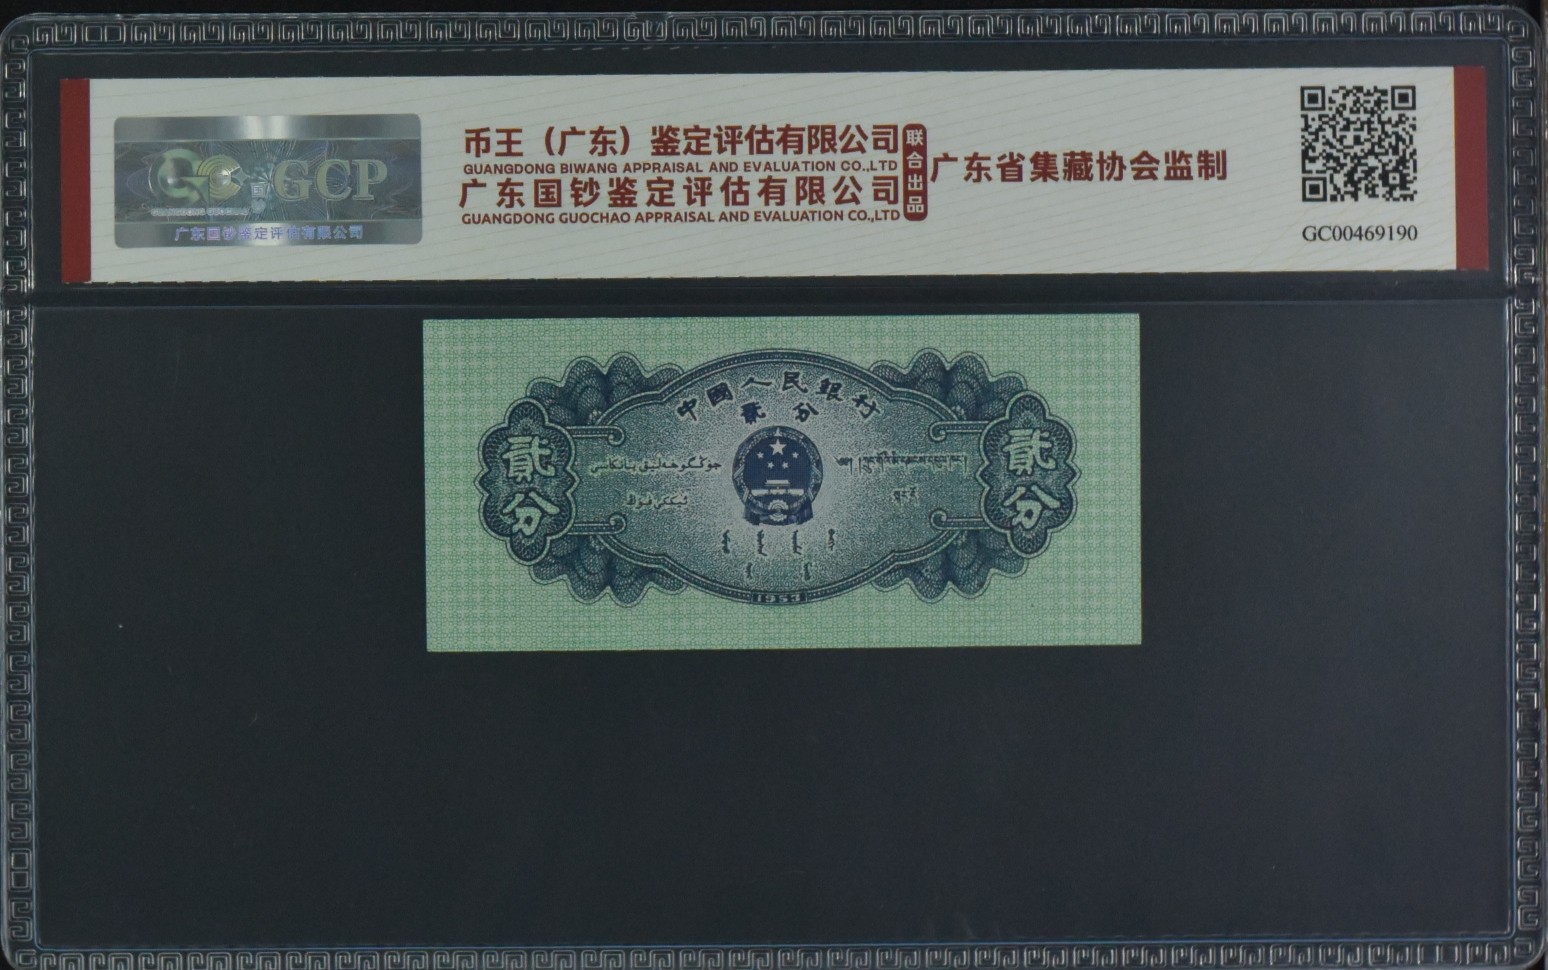 币王（广东）鉴定评估有限公司
GUANGDONG BIWANG APPRAISAL AND EVALUATION CO.,LTD
广东国钞鉴定评估有限公司
GUANGDONG GUOCHAO APPRAISAL AND EVALUATION CO.,LTD
联合出品
广东省集藏协会监制
GC00469190
GC GCP
广东国钞鉴定评估有限公司
中國人民銀行
貳分
貳分
貳分
1953